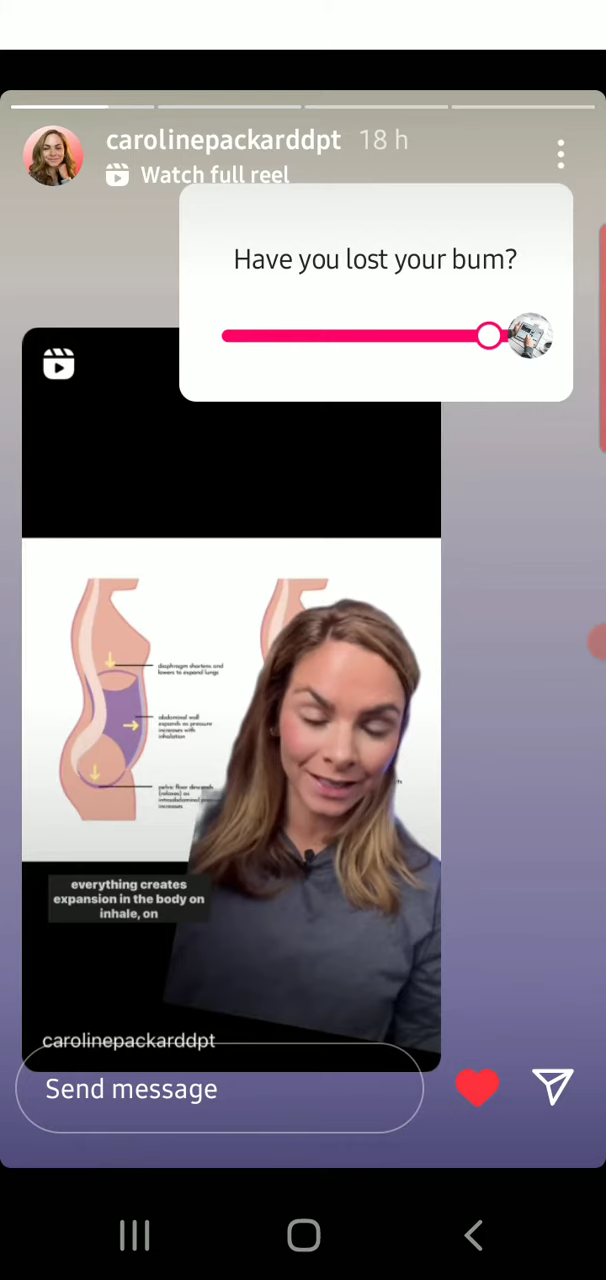 carolinepackarddpt 18 h
Watch full reel
Have you lost your bum?
diaphragm shortens and
lowers to expand lungs
abdominal wall
expands as pressure
increases with
inhalation
pelvic floor descends
(relaxes) as
intraabdominal
increases
everything creates
expansion in the body on
inhale, on
carolinepackarddpt
Send message